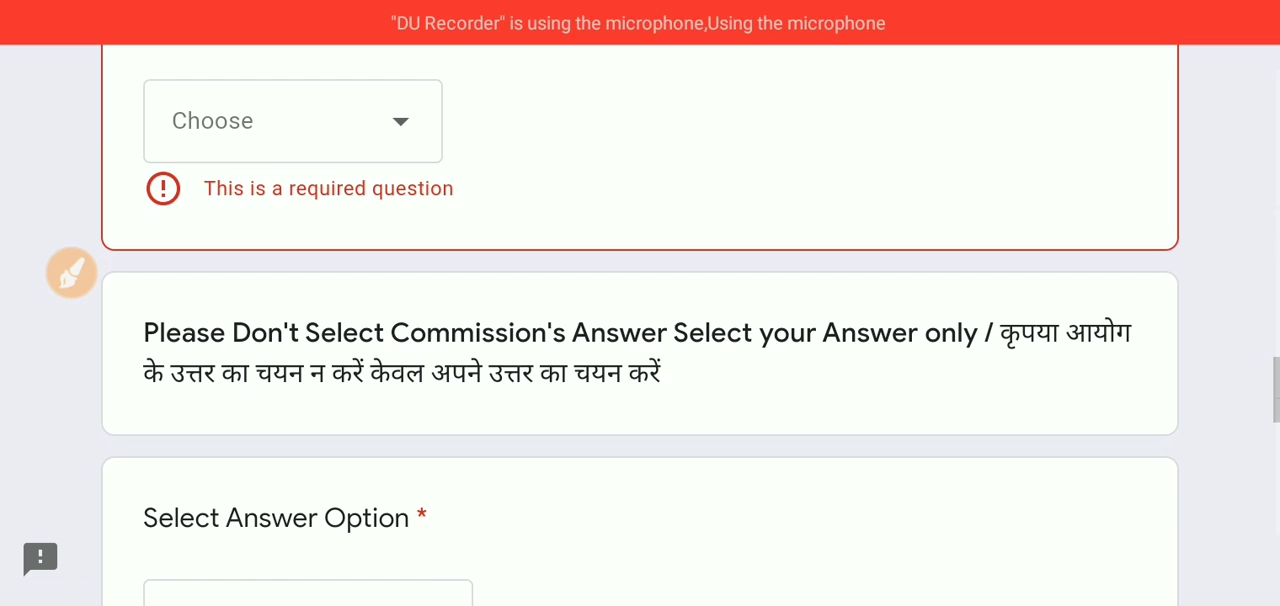 "DU Recorder" is using the microphone,Using the microphone
Choose
This is a required question
Please Don't Select Commission's Answer Select your Answer only / कृपया आयोग
के उत्तर का चयन न करें केवल अपने उत्तर का चयन करें
Select Answer Option *